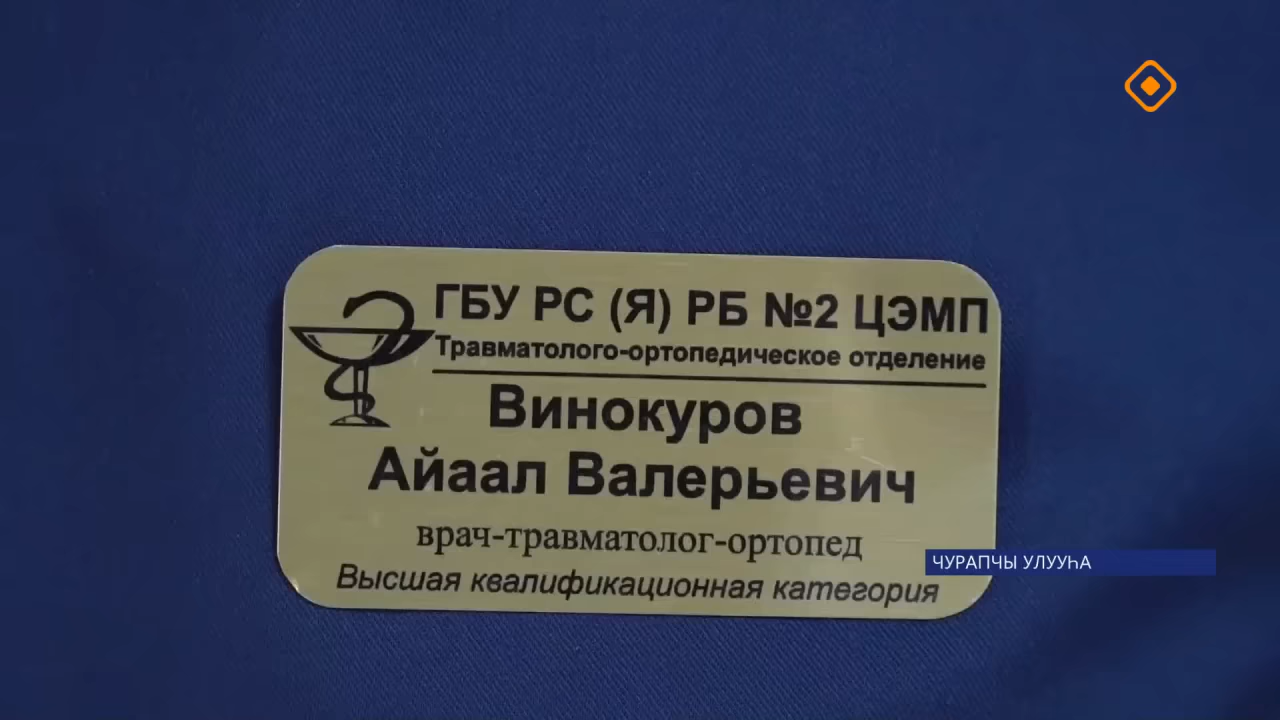 ГБУ РС (Я) РБ №2 ЦЭМП
Травматолого-ортопедическое отделение
Винокуров
Айаал Валерьевич
врач-травматолог-ортопед
Высшая квалификационная категория
ЧУРАПЧЫ УЛУУҺА